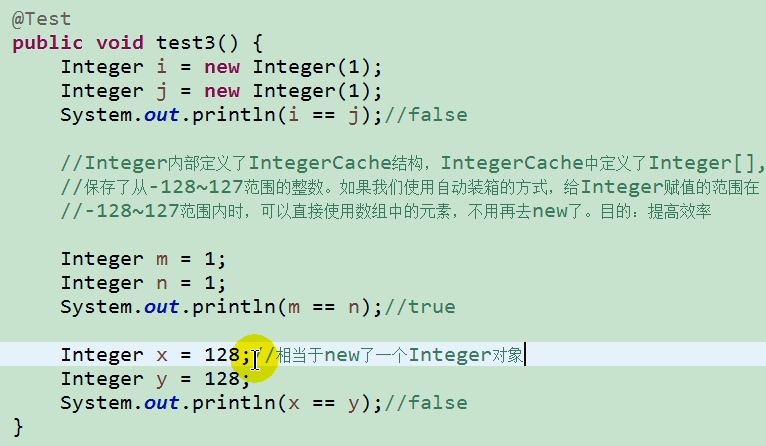 @Test
public void test3() {
Integer i = new Integer(1);
Integer j = new Integer(1);
System.out.println(i == j);//false
//Integer内部定义了IntegerCache结构，IntegerCache中定义了Integer[],
//保存了从-128~127范围的整数。如果我们使用自动装箱的方式，给Integer赋值的范围在
//-128~127范围内时，可以直接使用数组中的元素，不用再去new了。目的：提高效率
Integer m = 1;
Integer n = 1;
System.out.println(m == n);//true
Integer x = 128;//相当于new了一个Integer对象
Integer y = 128;
System.out.println(x == y);//false
}